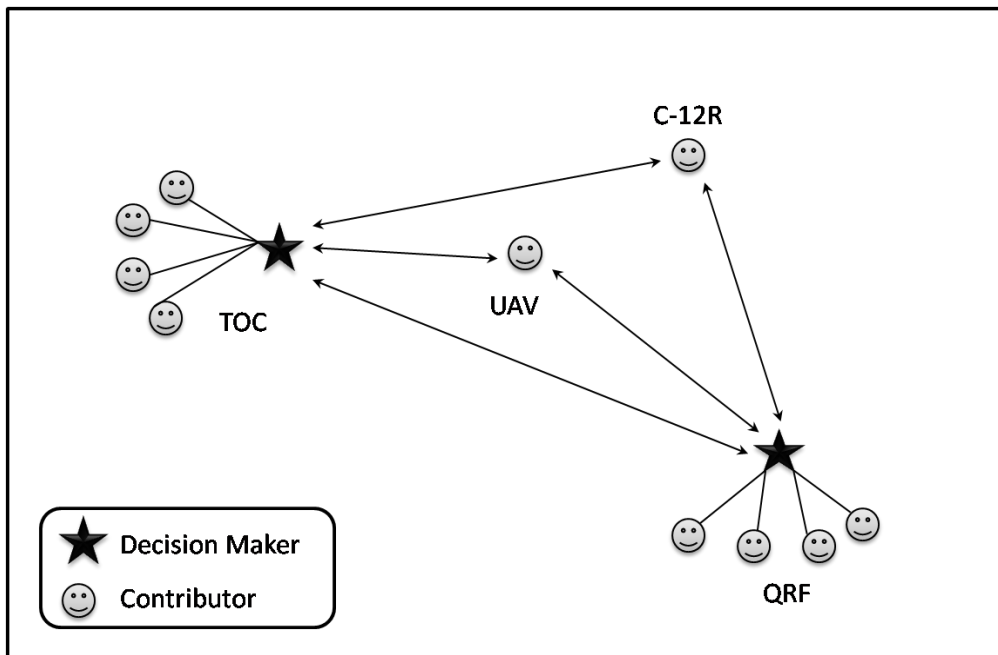 C-12R
UAV
TOC
QRF
Decision Maker
Contributor